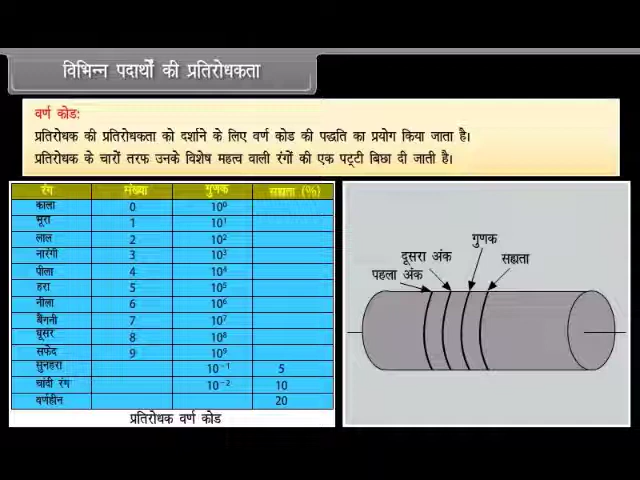 विभिन्न पदार्थों की प्रतिरोधकता
वर्ण कोड:
प्रतिरोधक की प्रतिरोधकता को दर्शाने के लिए वर्ण कोड की पद्धति का प्रयोग किया जाता है।
प्रतिरोधक के चारों तरफ उनके विशेष महत्व वाली रंगों की एक पट्टी बिछा दी जाती है।
रंग संख्या गुणक सह्यता (%)
काला 0 10⁰
भूरा 1 10¹
लाल 2 10²
नारंगी 3 10³
पीला 4 10⁴
हरा 5 10⁵
नीला 6 10⁶
बैंगनी 7 10⁷
धूसर 8 10⁸
सफेद 9 10⁹
सुनहरा 10⁻¹ 5
चांदी रंग 10⁻² 10
वर्णहीन 20
प्रतिरोधक वर्ण कोड
गुणक
दूसरा अंक सह्यता
पहला अंक